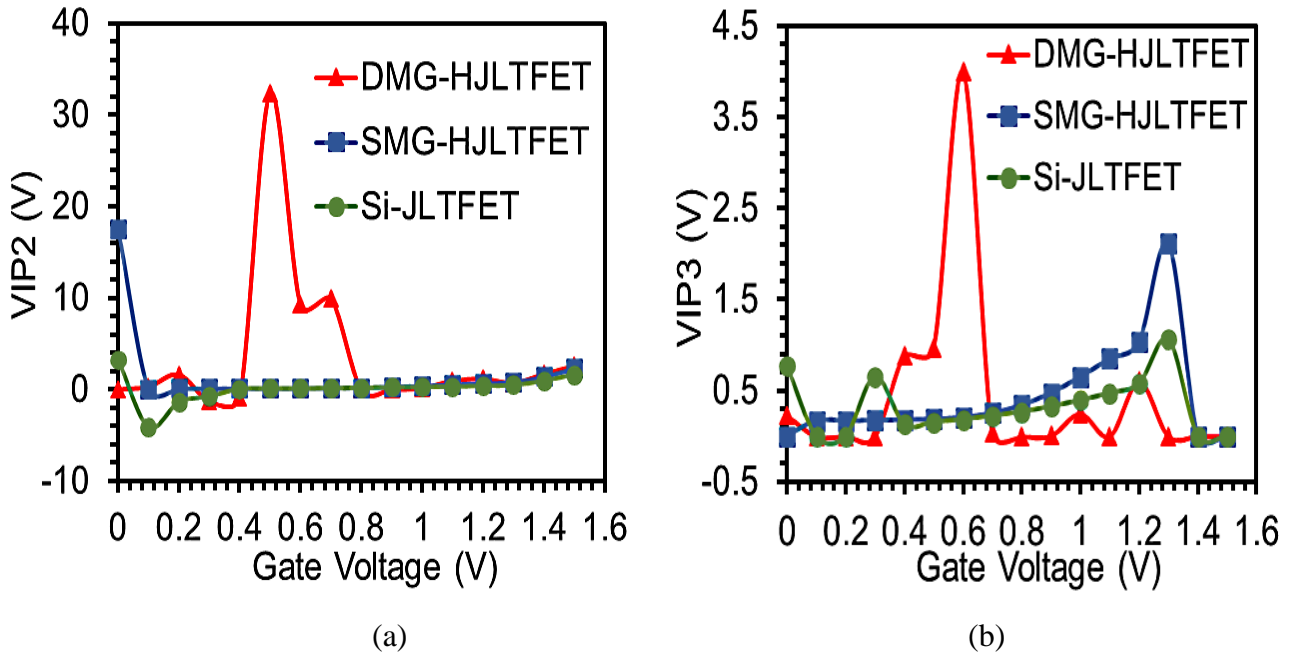 40
30
20
10
0
-10
VIP2 (V)
DMG-HJLTFET
SMG-HJLTFET
Si-JLTFET
0 0.2 0.4 0.6 0.8 1 1.2 1.4 1.6
Gate Voltage (V)
(a)
4.5
3.5
2.5
1.5
0.5
-0.5
VIP3 (V)
DMG-HJLTFET
SMG-HJLTFET
Si-JLTFET
0 0.2 0.4 0.6 0.8 1 1.2 1.4 1.6
Gate Voltage (V)
(b)